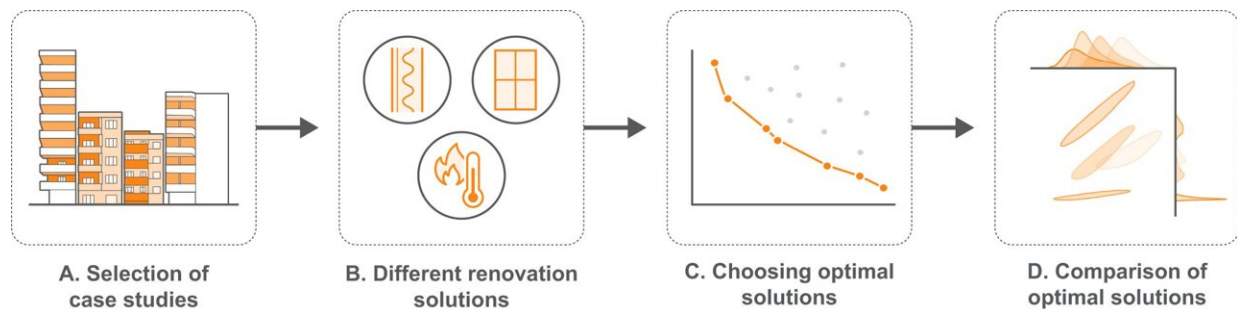 A. Selection of
case studies
B. Different renovation
solutions
C. Choosing optimal
solutions
D. Comparison of
optimal solutions